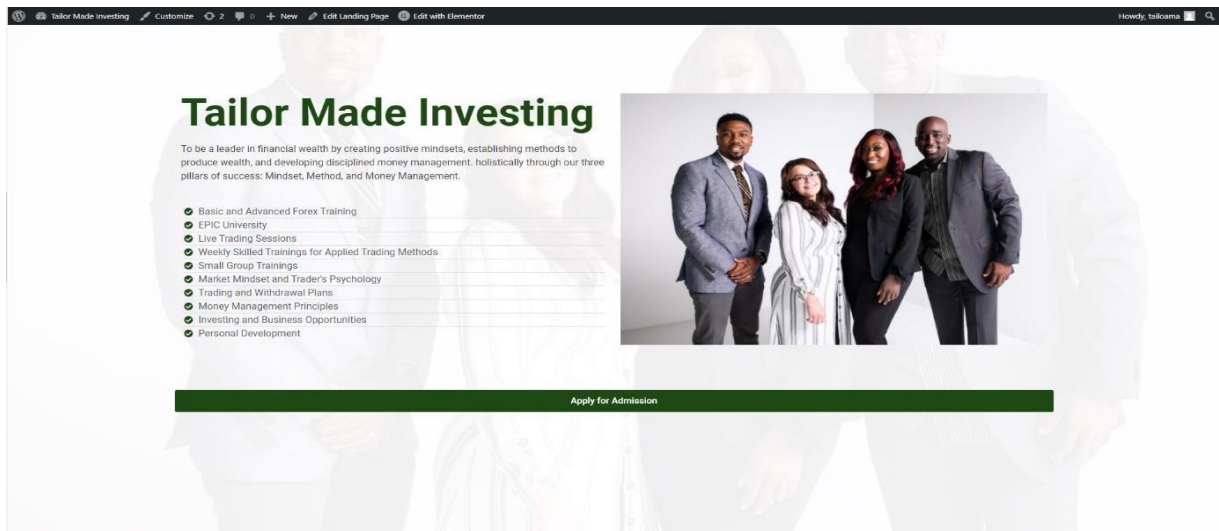 Tailor Made Investing Customize 2 0 New Edit Landing Page Edit with Elementor Howdy, tailoama
Tailor Made Investing
To be a leader in financial wealth by creating positive mindsets, establishing methods to
produce wealth, and developing disciplined money management. holistically through our three
pillars of success: Mindset, Method, and Money Management.
Basic and Advanced Forex Training
EPIC University
Live Trading Sessions
Weekly Skilled Trainings for Applied Trading Methods
Small Group Trainings
Market Mindset and Trader's Psychology
Trading and Withdrawal Plans
Money Management Principles
Investing and Business Opportunities
Personal Development
Apply for Admission